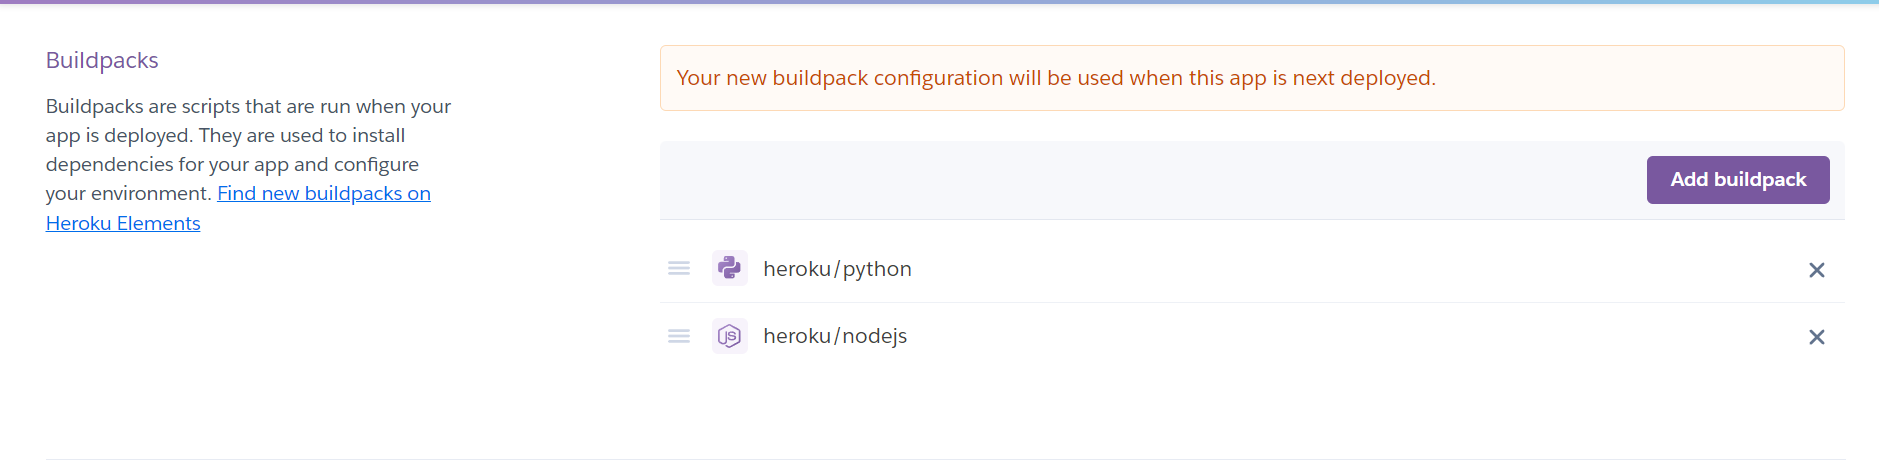 Buildpacks
Buildpacks are scripts that are run when your
app is deployed. They are used to install
dependencies for your app and configure
your environment. Find new buildpacks on
Heroku Elements
Your new buildpack configuration will be used when this app is next deployed.
Add buildpack
heroku/python
JS
heroku/nodejs